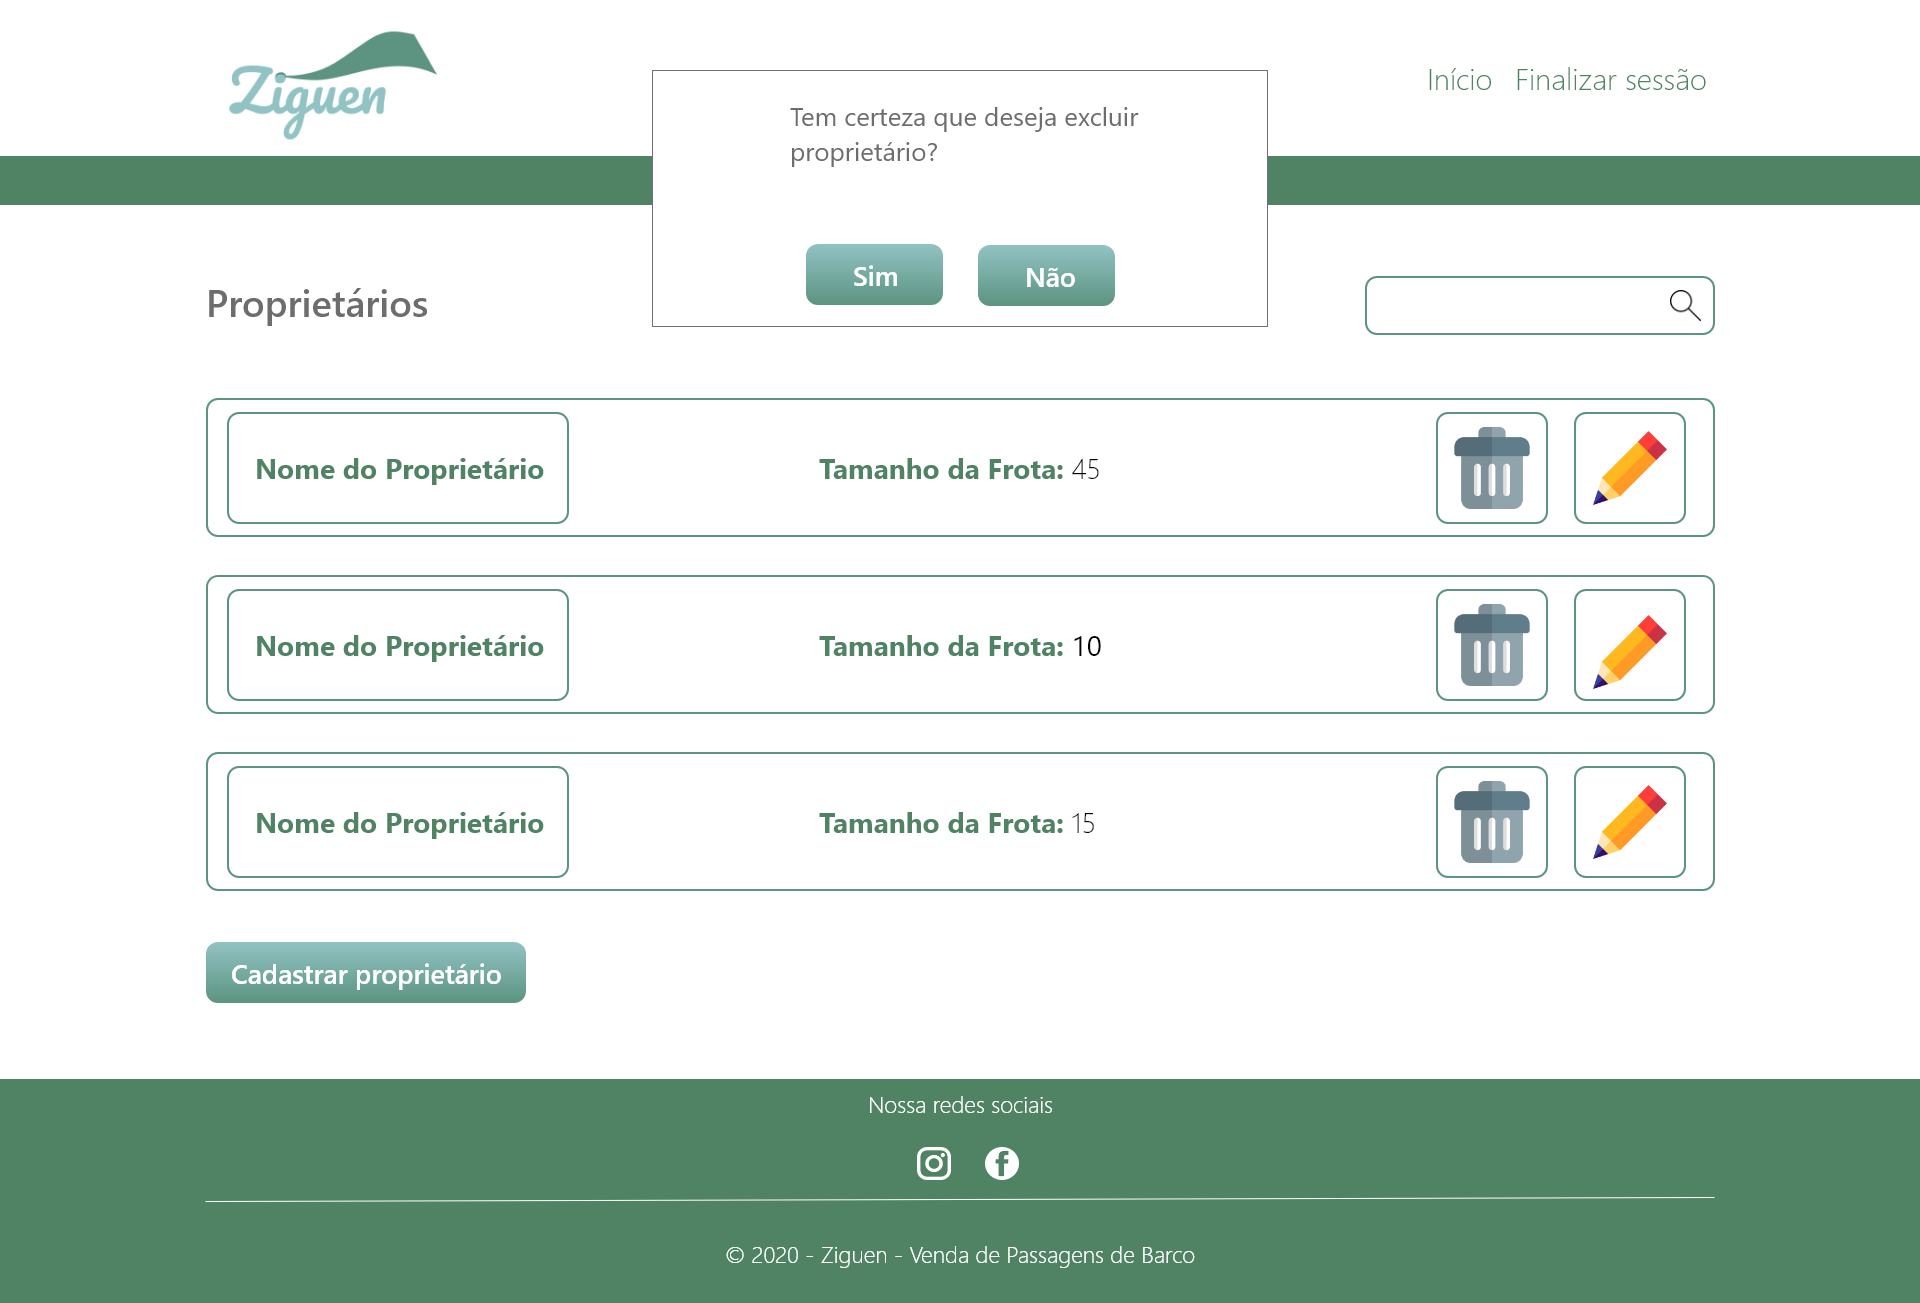 Ziguen
Início Finalizar sessão
Tem certeza que deseja excluir
proprietário?
Sim Não
Proprietários
Nome do Proprietário Tamanho da Frota: 45
Nome do Proprietário Tamanho da Frota: 10
Nome do Proprietário Tamanho da Frota: 15
Cadastrar proprietário
Nossa redes sociais
© 2020 - Ziguen - Venda de Passagens de Barco